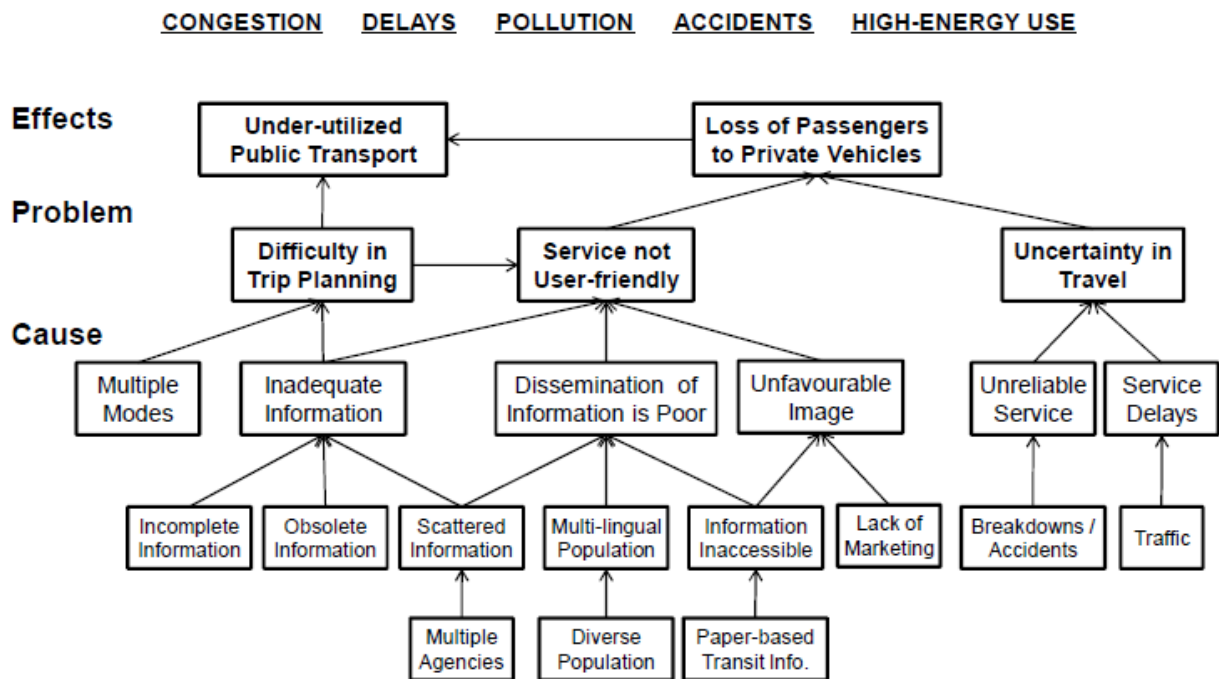 CONGESTION DELAYS POLLUTION ACCIDENTS HIGH-ENERGY USE
Effects
Under-utilized
Public Transport
Loss of Passengers
to Private Vehicles
Problem
Difficulty in
Trip Planning
Service not
User-friendly
Uncertainty in
Travel
Cause
Multiple
Modes
Inadequate
Information
Dissemination of
Information is Poor
Unfavourable
Image
Unreliable
Service
Service
Delays
Incomplete
Information
Obsolete
Information
Scattered
Information
Multi-lingual
Population
Information
Inaccessible
Lack of
Marketing
Breakdowns /
Accidents
Traffic
Multiple
Agencies
Diverse
Population
Paper-based
Transit Info.